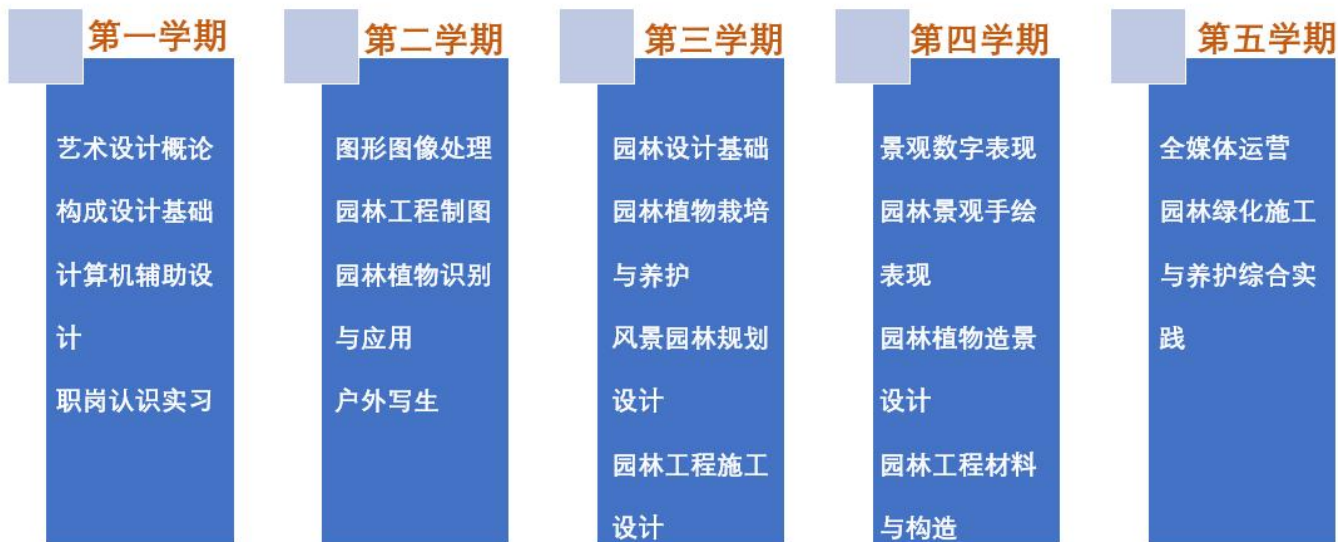 第一学期
艺术设计概论
构成设计基础
计算机辅助设
计
职岗认识实习
第二学期
图形图像处理
园林工程制图
园林植物识别
与应用
户外写生
第三学期
园林设计基础
园林植物栽培
与养护
风景园林规划
设计
园林工程施工
设计
第四学期
景观数字表现
园林景观手绘
表现
园林植物造景
设计
园林工程材料
与构造
第五学期
全媒体运营
园林绿化施工
与养护综合实
践